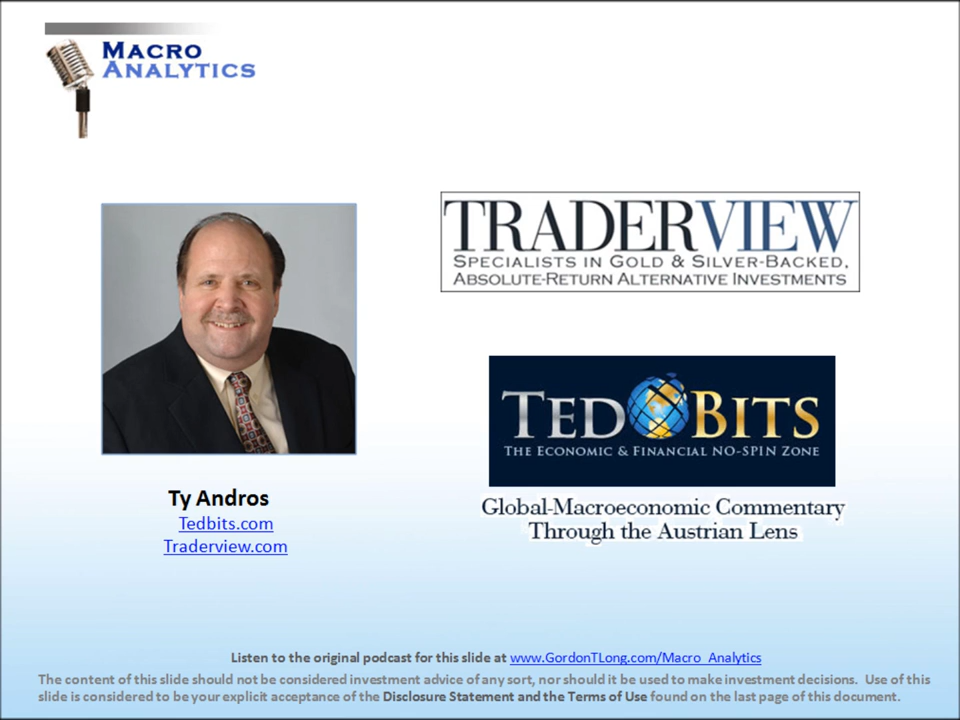 MACRO
ANALYTICS
TRADERVIEW
SPECIALISTS IN GOLD & SILVER-BACKED,
ABSOLUTE-RETURN ALTERNATIVE INVESTMENTS
TED BITS
THE ECONOMIC & FINANCIAL NO-SPIN ZONE
Global-Macroeconomic Commentary
Through the Austrian Lens
Ty Andros
Tedbits.com
Traderview.com
Listen to the original podcast for this slide at www.GordonTLong.com/Macro_Analytics
The content of this slide should not be considered investment advice of any sort, nor should it be used to make investment decisions. Use of this
slide is considered to be your explicit acceptance of the Disclosure Statement and the Terms of Use found on the last page of this document.